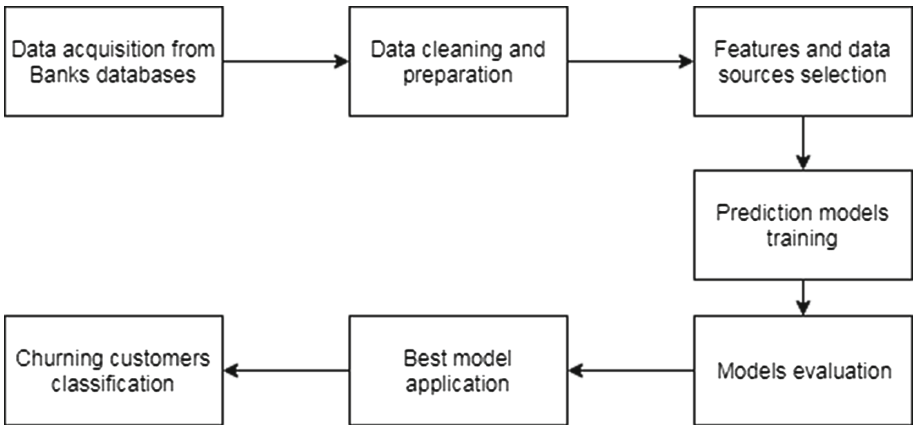 Data acquisition from
Banks databases
Data cleaning and
preparation
Features and data
sources selection
Prediction models
training
Models evaluation
Best model
application
Churning customers
classification